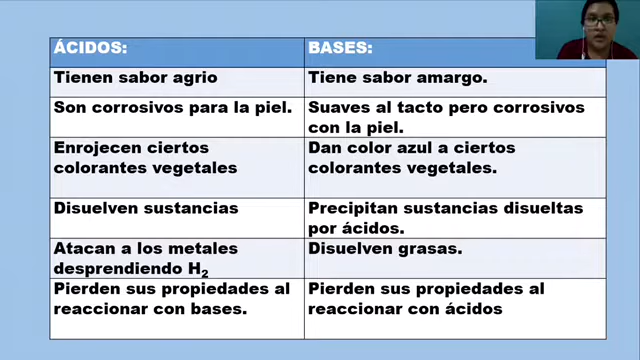 ÁCIDOS:
BASES:
Tienen sabor agrio
Tiene sabor amargo.
Son corrosivos para la piel.
Suaves al tacto pero corrosivos
con la piel.
Enrojecen ciertos
colorantes vegetales
Dan color azul a ciertos
colorantes vegetales.
Disuelven sustancias
Precipitan sustancias disueltas
por ácidos.
Atacan a los metales
desprendiendo H₂
Disuelven grasas.
Pierden sus propiedades al
reaccionar con bases.
Pierden sus propiedades al
reaccionar con ácidos